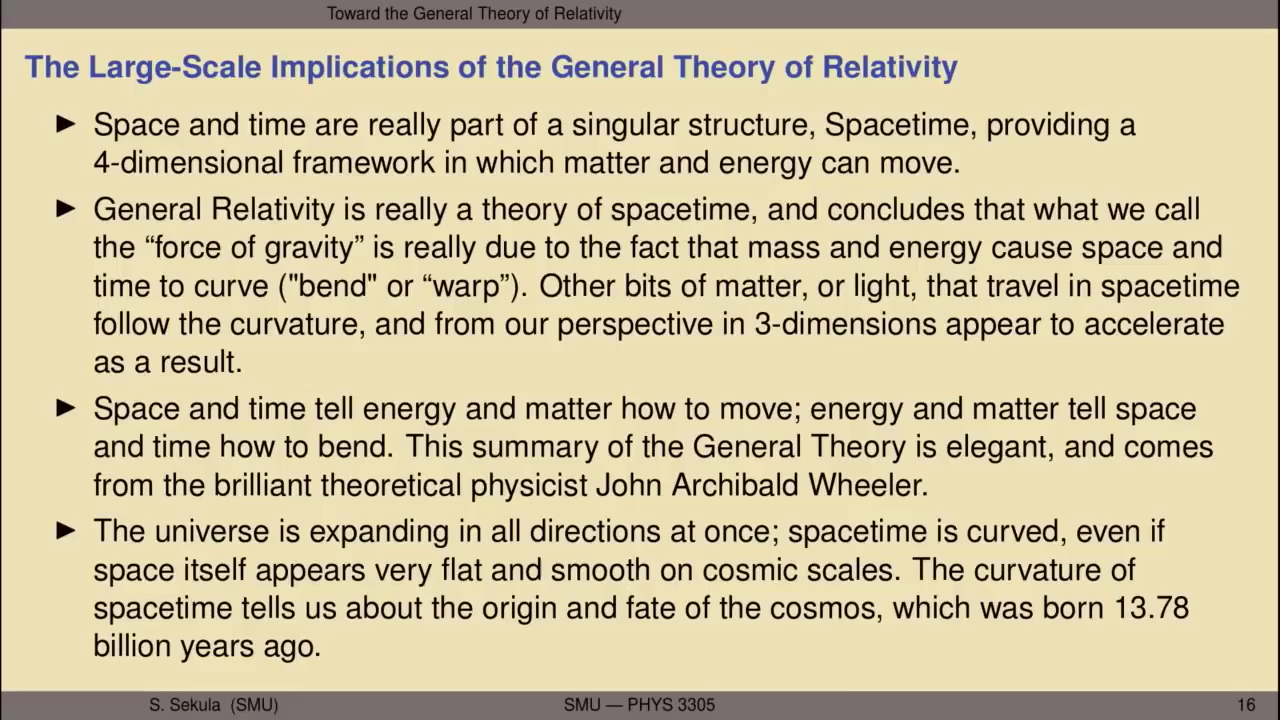 Toward the General Theory of Relativity
The Large-Scale Implications of the General Theory of Relativity
► Space and time are really part of a singular structure, Spacetime, providing a
4-dimensional framework in which matter and energy can move.
► General Relativity is really a theory of spacetime, and concludes that what we call
the “force of gravity” is really due to the fact that mass and energy cause space and
time to curve ("bend" or “warp”). Other bits of matter, or light, that travel in spacetime
follow the curvature, and from our perspective in 3-dimensions appear to accelerate
as a result.
► Space and time tell energy and matter how to move; energy and matter tell space
and time how to bend. This summary of the General Theory is elegant, and comes
from the brilliant theoretical physicist John Archibald Wheeler.
► The universe is expanding in all directions at once; spacetime is curved, even if
space itself appears very flat and smooth on cosmic scales. The curvature of
spacetime tells us about the origin and fate of the cosmos, which was born 13.78
billion years ago.
S. Sekula (SMU) SMU — PHYS 3305 16